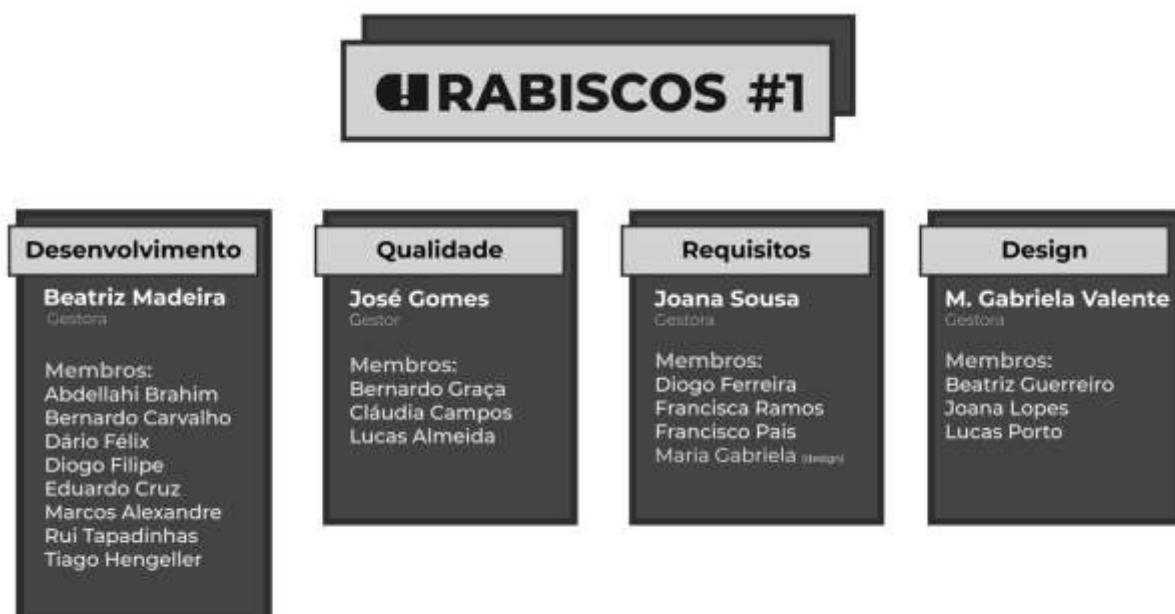 RABISCOS #1
Desenvolvimento
Beatriz Madeira
Gestora
Membros:
Abdellahi Brahim
Bernardo Carvalho
Dário Félix
Diogo Filipe
Eduardo Cruz
Marcos Alexandre
Rui Tapadinhas
Tiago Hengeller
Qualidade
José Gomes
Gestor
Membros:
Bernardo Graça
Cláudia Campos
Lucas Almeida
Requisitos
Joana Sousa
Gestora
Membros:
Diogo Ferreira
Francisca Ramos
Francisco Pais
Maria Gabriela (design)
Design
M. Gabriela Valente
Gestora
Membros:
Beatriz Guerreiro
Joana Lopes
Lucas Porto